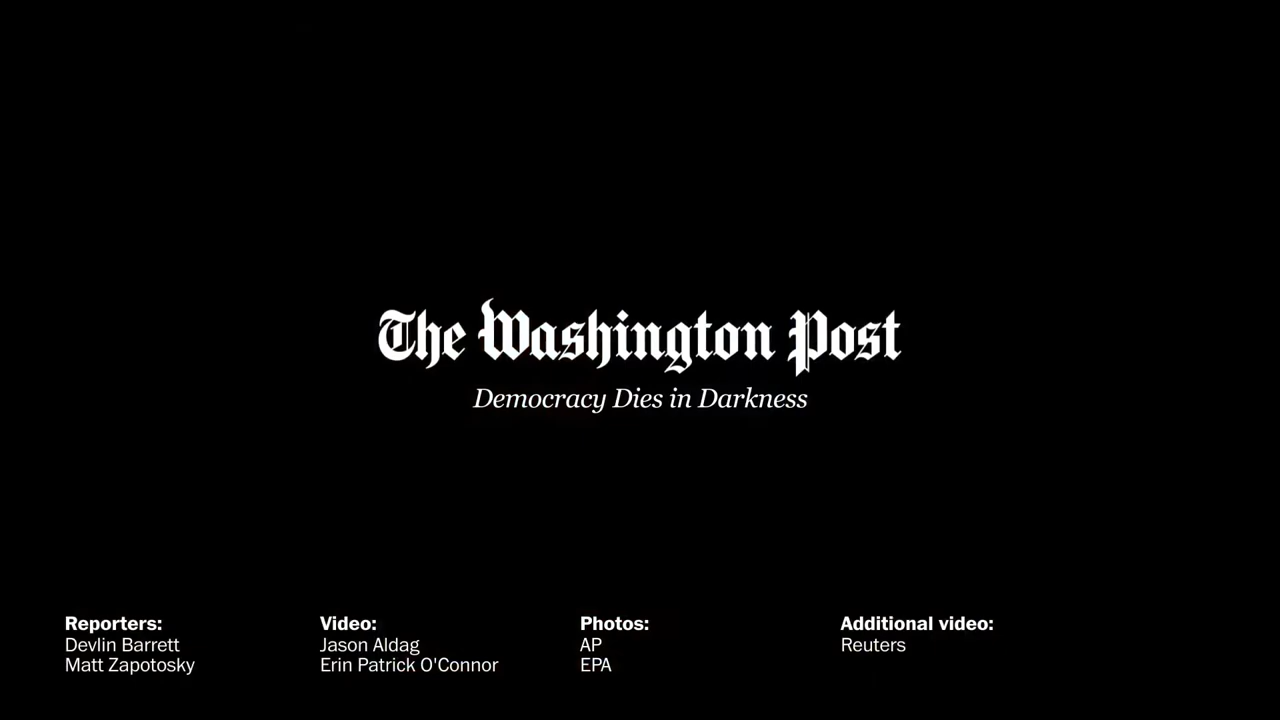 The Washington Post
Democracy Dies in Darkness
Reporters:
Devlin Barrett
Matt Zapotosky
Video:
Jason Aldag
Erin Patrick O'Connor
Photos:
AP
EPA
Additional video:
Reuters